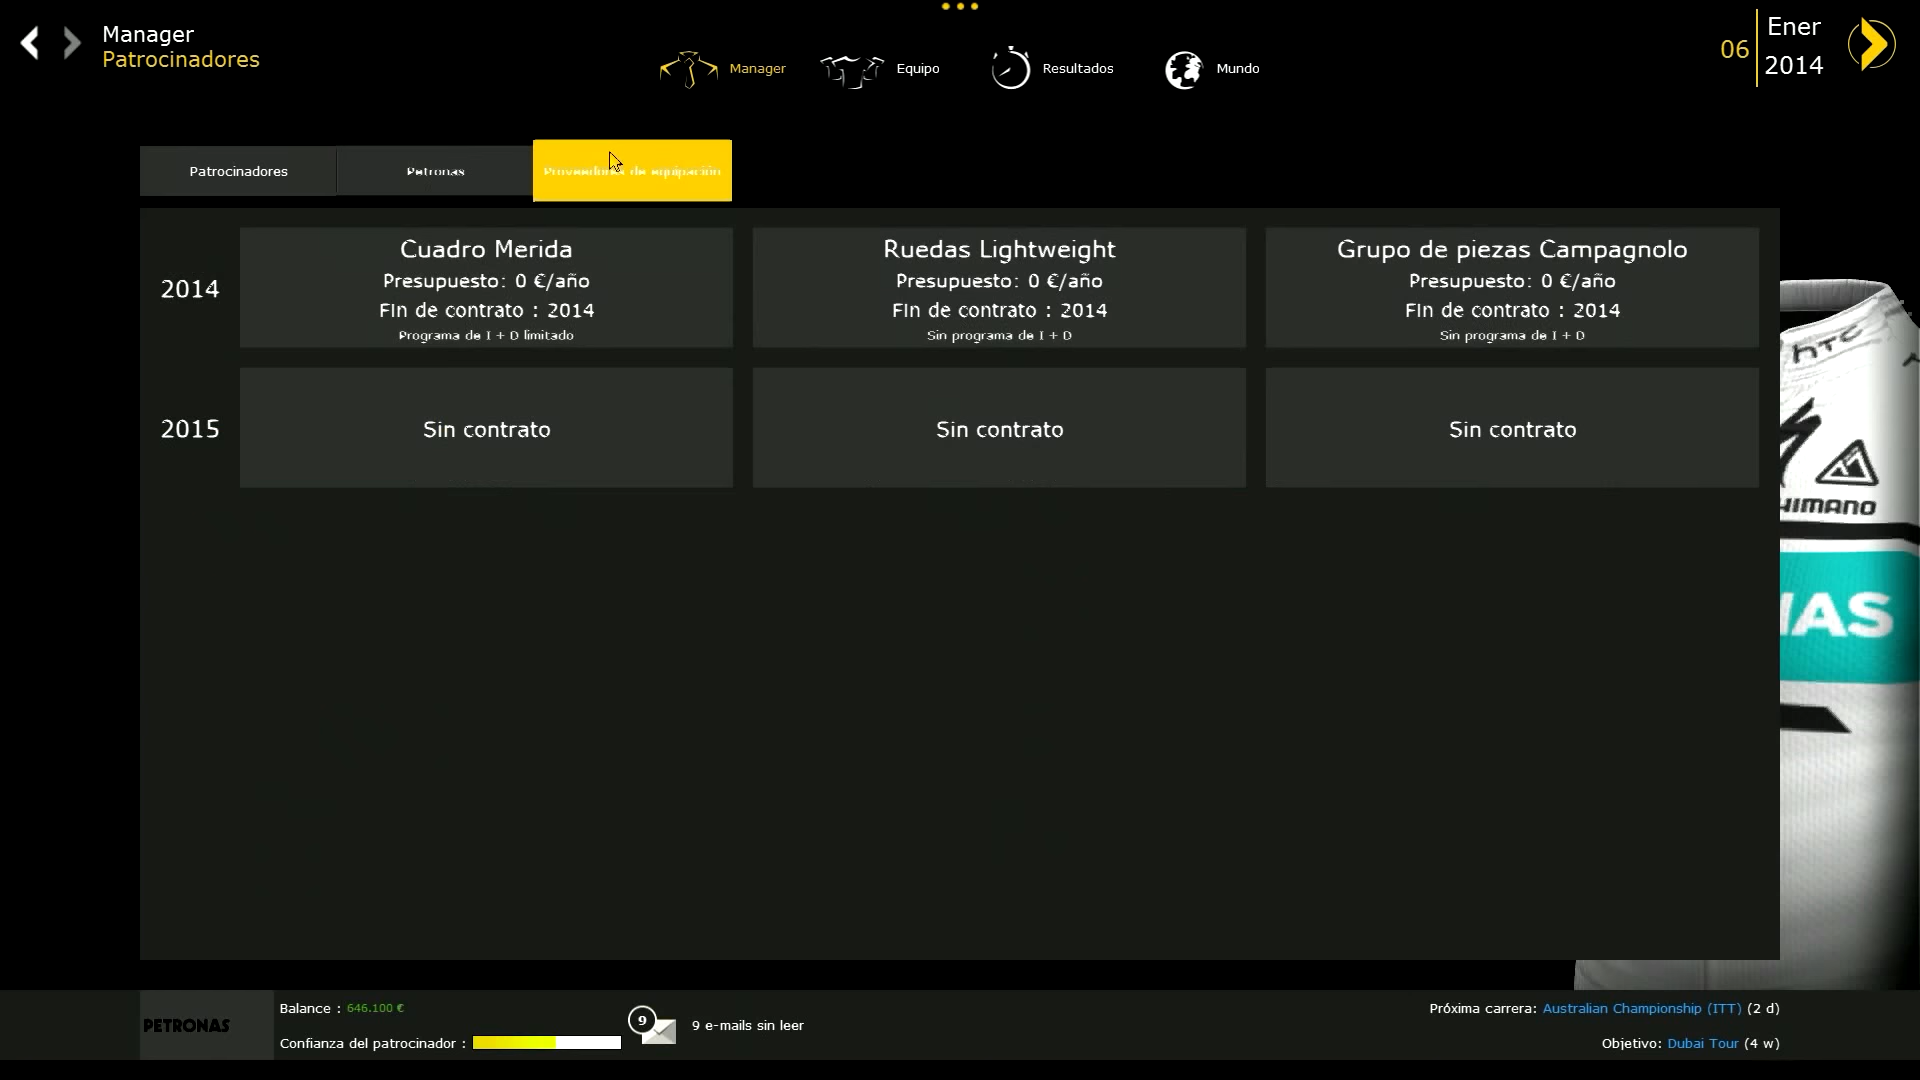 Manager
Patrocinadores
Manager
Equipo
Resultados
Mundo
06
Ener
2014
Patrocinadores
Petronas
Proveedores de equipación
2014
Cuadro Merida
Presupuesto: 0 €/año
Fin de contrato : 2014
Programa de I + D limitado
Ruedas Lightweight
Presupuesto: 0 €/año
Fin de contrato : 2014
Sin programa de I + D
Grupo de piezas Campagnolo
Presupuesto: 0 €/año
Fin de contrato : 2014
Sin programa de I + D
2015
Sin contrato
Sin contrato
Sin contrato
htc
HIMANO
NAS
PETRONAS
Balance : 646.100 €
Confianza del patrocinador :
9
9 e-mails sin leer
Próxima carrera: Australian Championship (ITT) (2 d)
Objetivo: Dubai Tour (4 w)